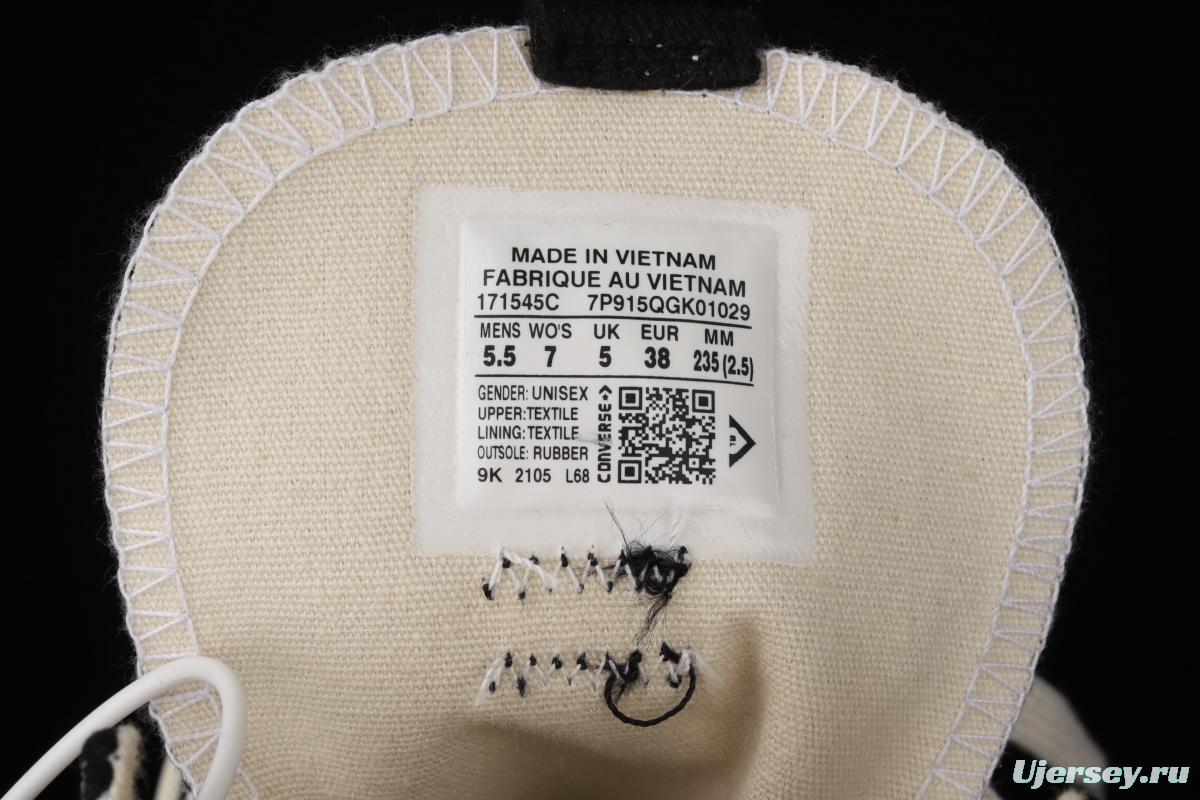 MADE IN VIETNAM
FABRIQUE AU VIETNAM
171545C 7P915QGK01029
MENS WO'S UK EUR MM
5.5 7 5 38 235 (2.5)
GENDER: UNISEX
UPPER: TEXTILE
LINING: TEXTILE
OUTSOLE: RUBBER
9K 2105 L68
CONVERSE
Ujersey.ru